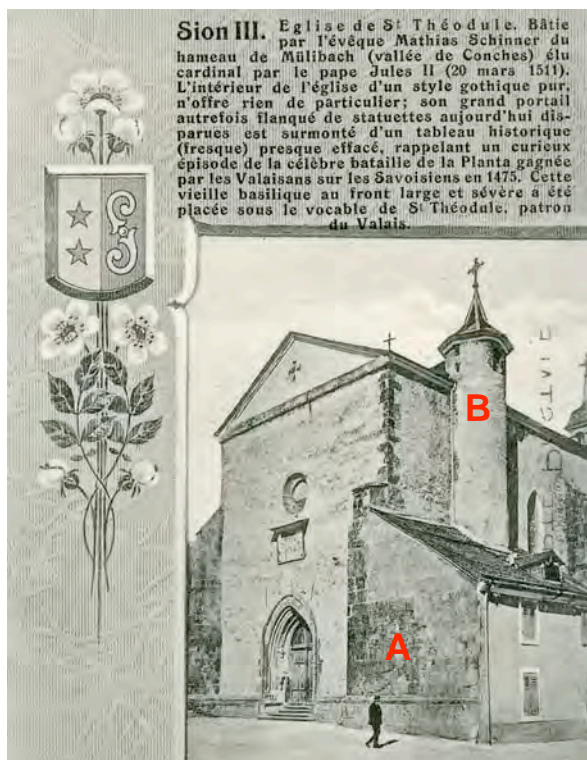 Sion III. Eglise de St Théodule. Bâtie
par l'évêque Mathias Schinner du
hameau de Mülibach (vallée de Conches) élu
cardinal par le pape Jules II (20 mars 1511).
L'intérieur de l'église d'un style gothique pur,
n'offre rien de particulier; son grand portail
autrefois flanqué de statuettes aujourd'hui dis-
parues est surmonté d'un tableau historique
(fresque) presque effacé, rappelant un curieux
épisode de la célèbre bataille de la Planta gagnée
par les Valaisans sur les Savoisiens en 1475. Cette
vieille basilique au front large et sévère a été
placée sous le vocable de St Théodule, patron
du Valais.
B
A